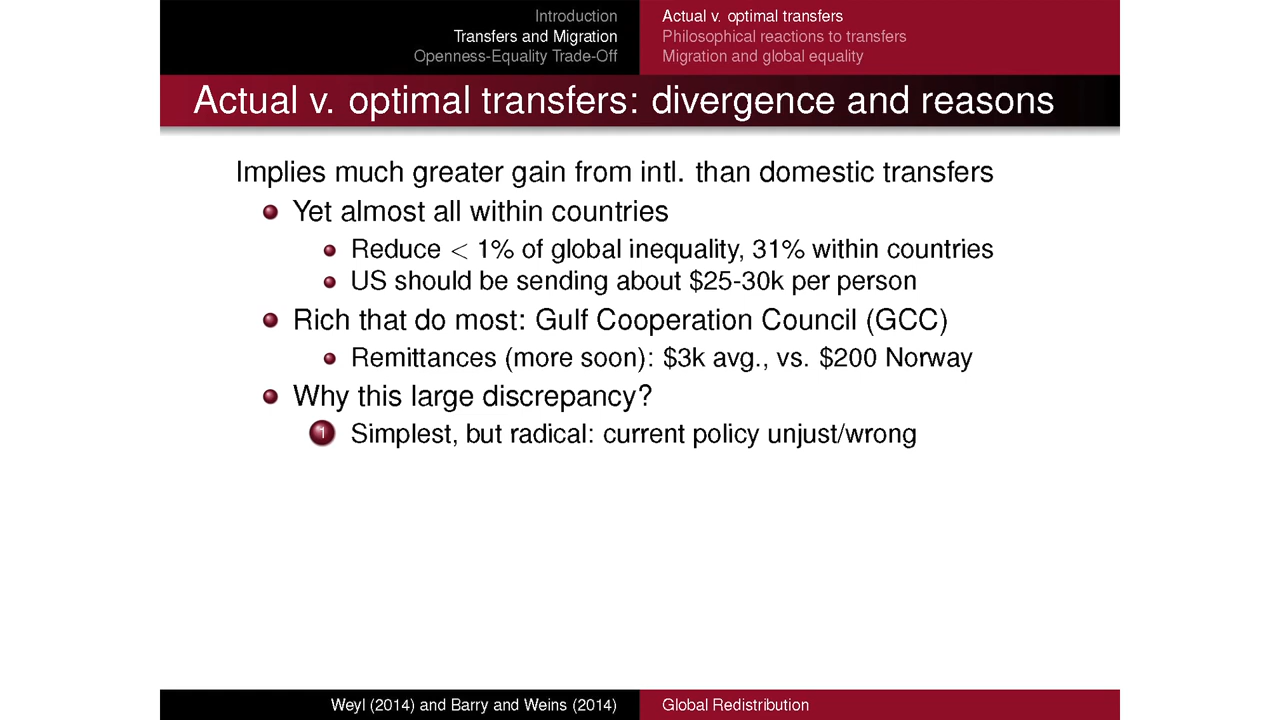 Introduction
Transfers and Migration
Openness-Equality Trade-Off
Actual v. optimal transfers
Philosophical reactions to transfers
Migration and global equality
Actual v. optimal transfers: divergence and reasons
Implies much greater gain from intl. than domestic transfers
Yet almost all within countries
Reduce < 1% of global inequality, 31% within countries
US should be sending about $25-30k per person
Rich that do most: Gulf Cooperation Council (GCC)
Remittances (more soon): $3k avg., vs. $200 Norway
Why this large discrepancy?
1 Simplest, but radical: current policy unjust/wrong
Weyl (2014) and Barry and Weins (2014)
Global Redistribution